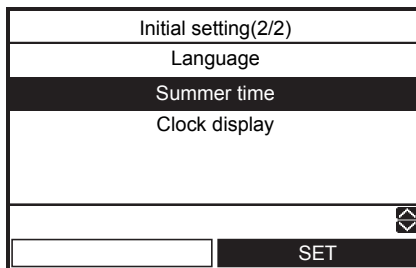 Initial setting(2/2)
Language
Summer time
Clock display
SET